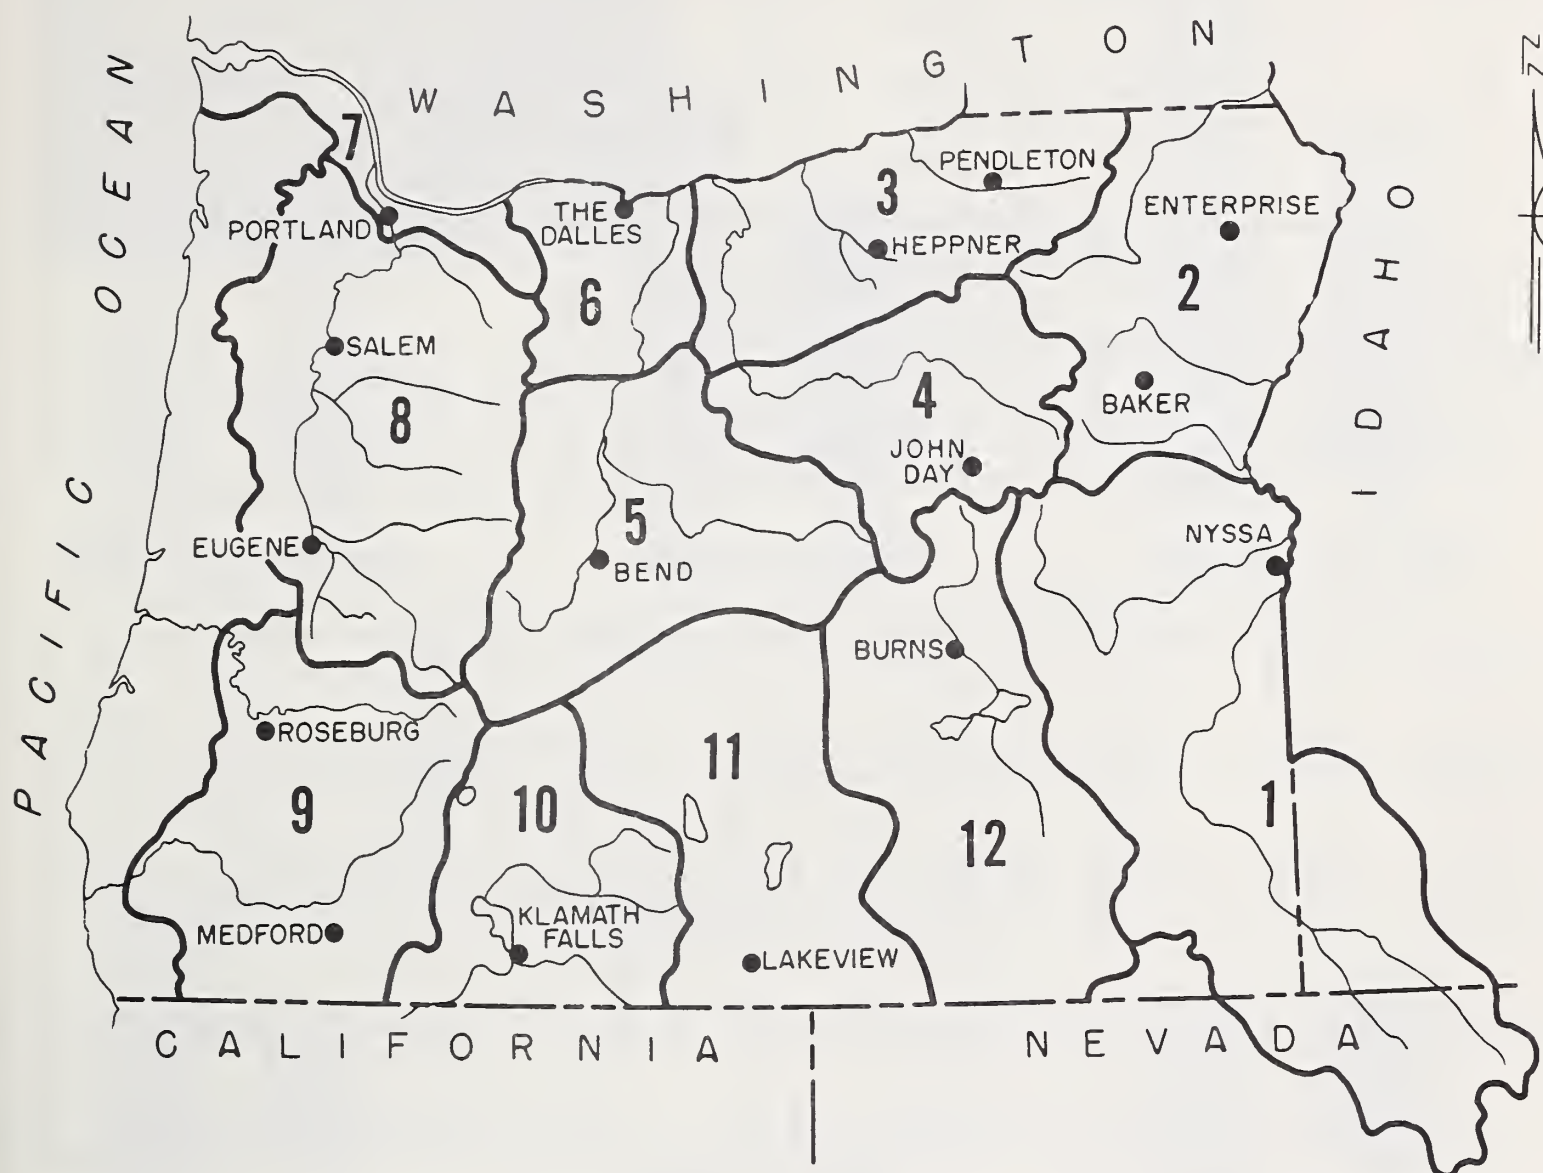 WASHINGTON
PACIFIC OCEAN
IDAHO
7
PORTLAND
THE
DALLES
6
3
PENDLETON
HEPPNER
ENTERPRISE
2
SALEM
8
4
JOHN
DAY
BAKER
EUGENE
5
BEND
NYSSA
BURNS
ROSEBURG
9
10
11
12
1
MEDFORD
KLAMATH
FALLS
LAKEVIEW
CALIFORNIA
NEVADA